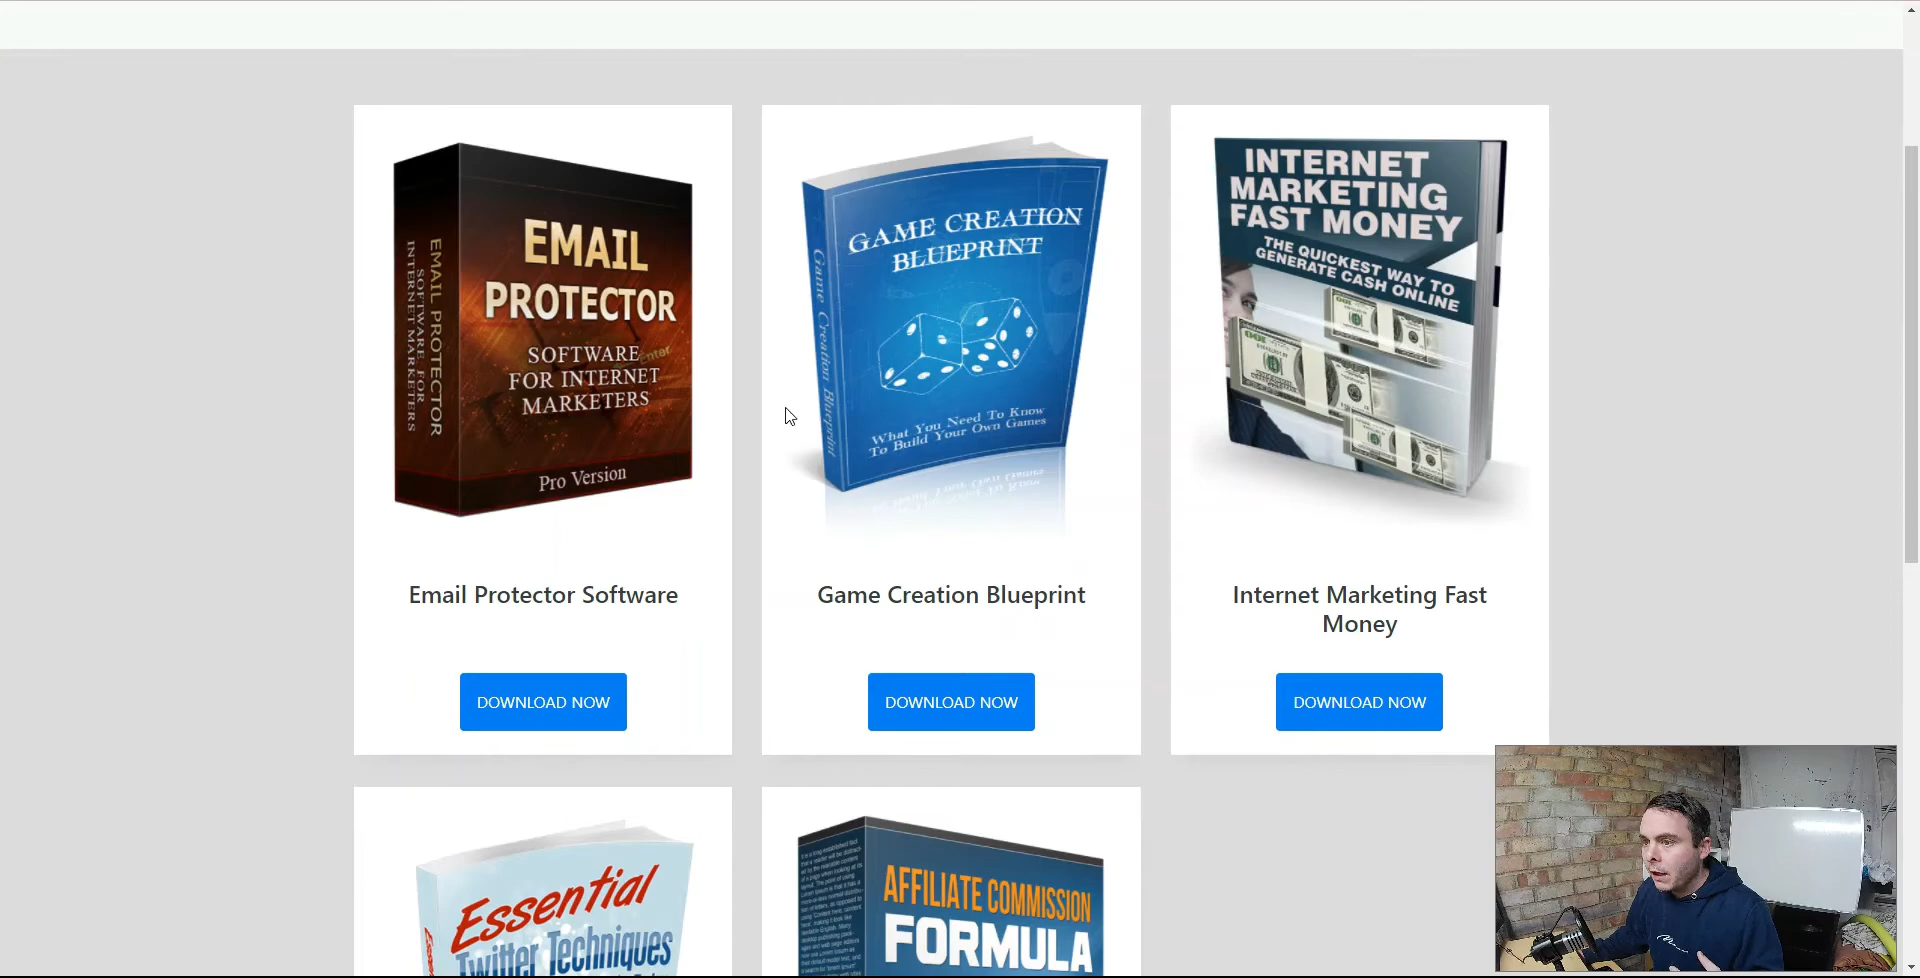 EMAIL
PROTECTOR
SOFTWARE
FOR INTERNET
MARKETERS
Pro Version
EMAIL PROTECTOR
SOFTWARE FOR
INTERNET MARKETERS
GAME CREATION
BLUEPRINT
What You Need To Know
To Build Your Own Games
Game Creation Blueprint
INTERNET
MARKETING
FAST MONEY
THE QUICKEST WAY TO
GENERATE CASH ONLINE
Email Protector Software
Game Creation Blueprint
Internet Marketing Fast
Money
DOWNLOAD NOW
DOWNLOAD NOW
DOWNLOAD NOW
Essential
Twitter Techniques
AFFILIATE COMMISSION
FORMULA